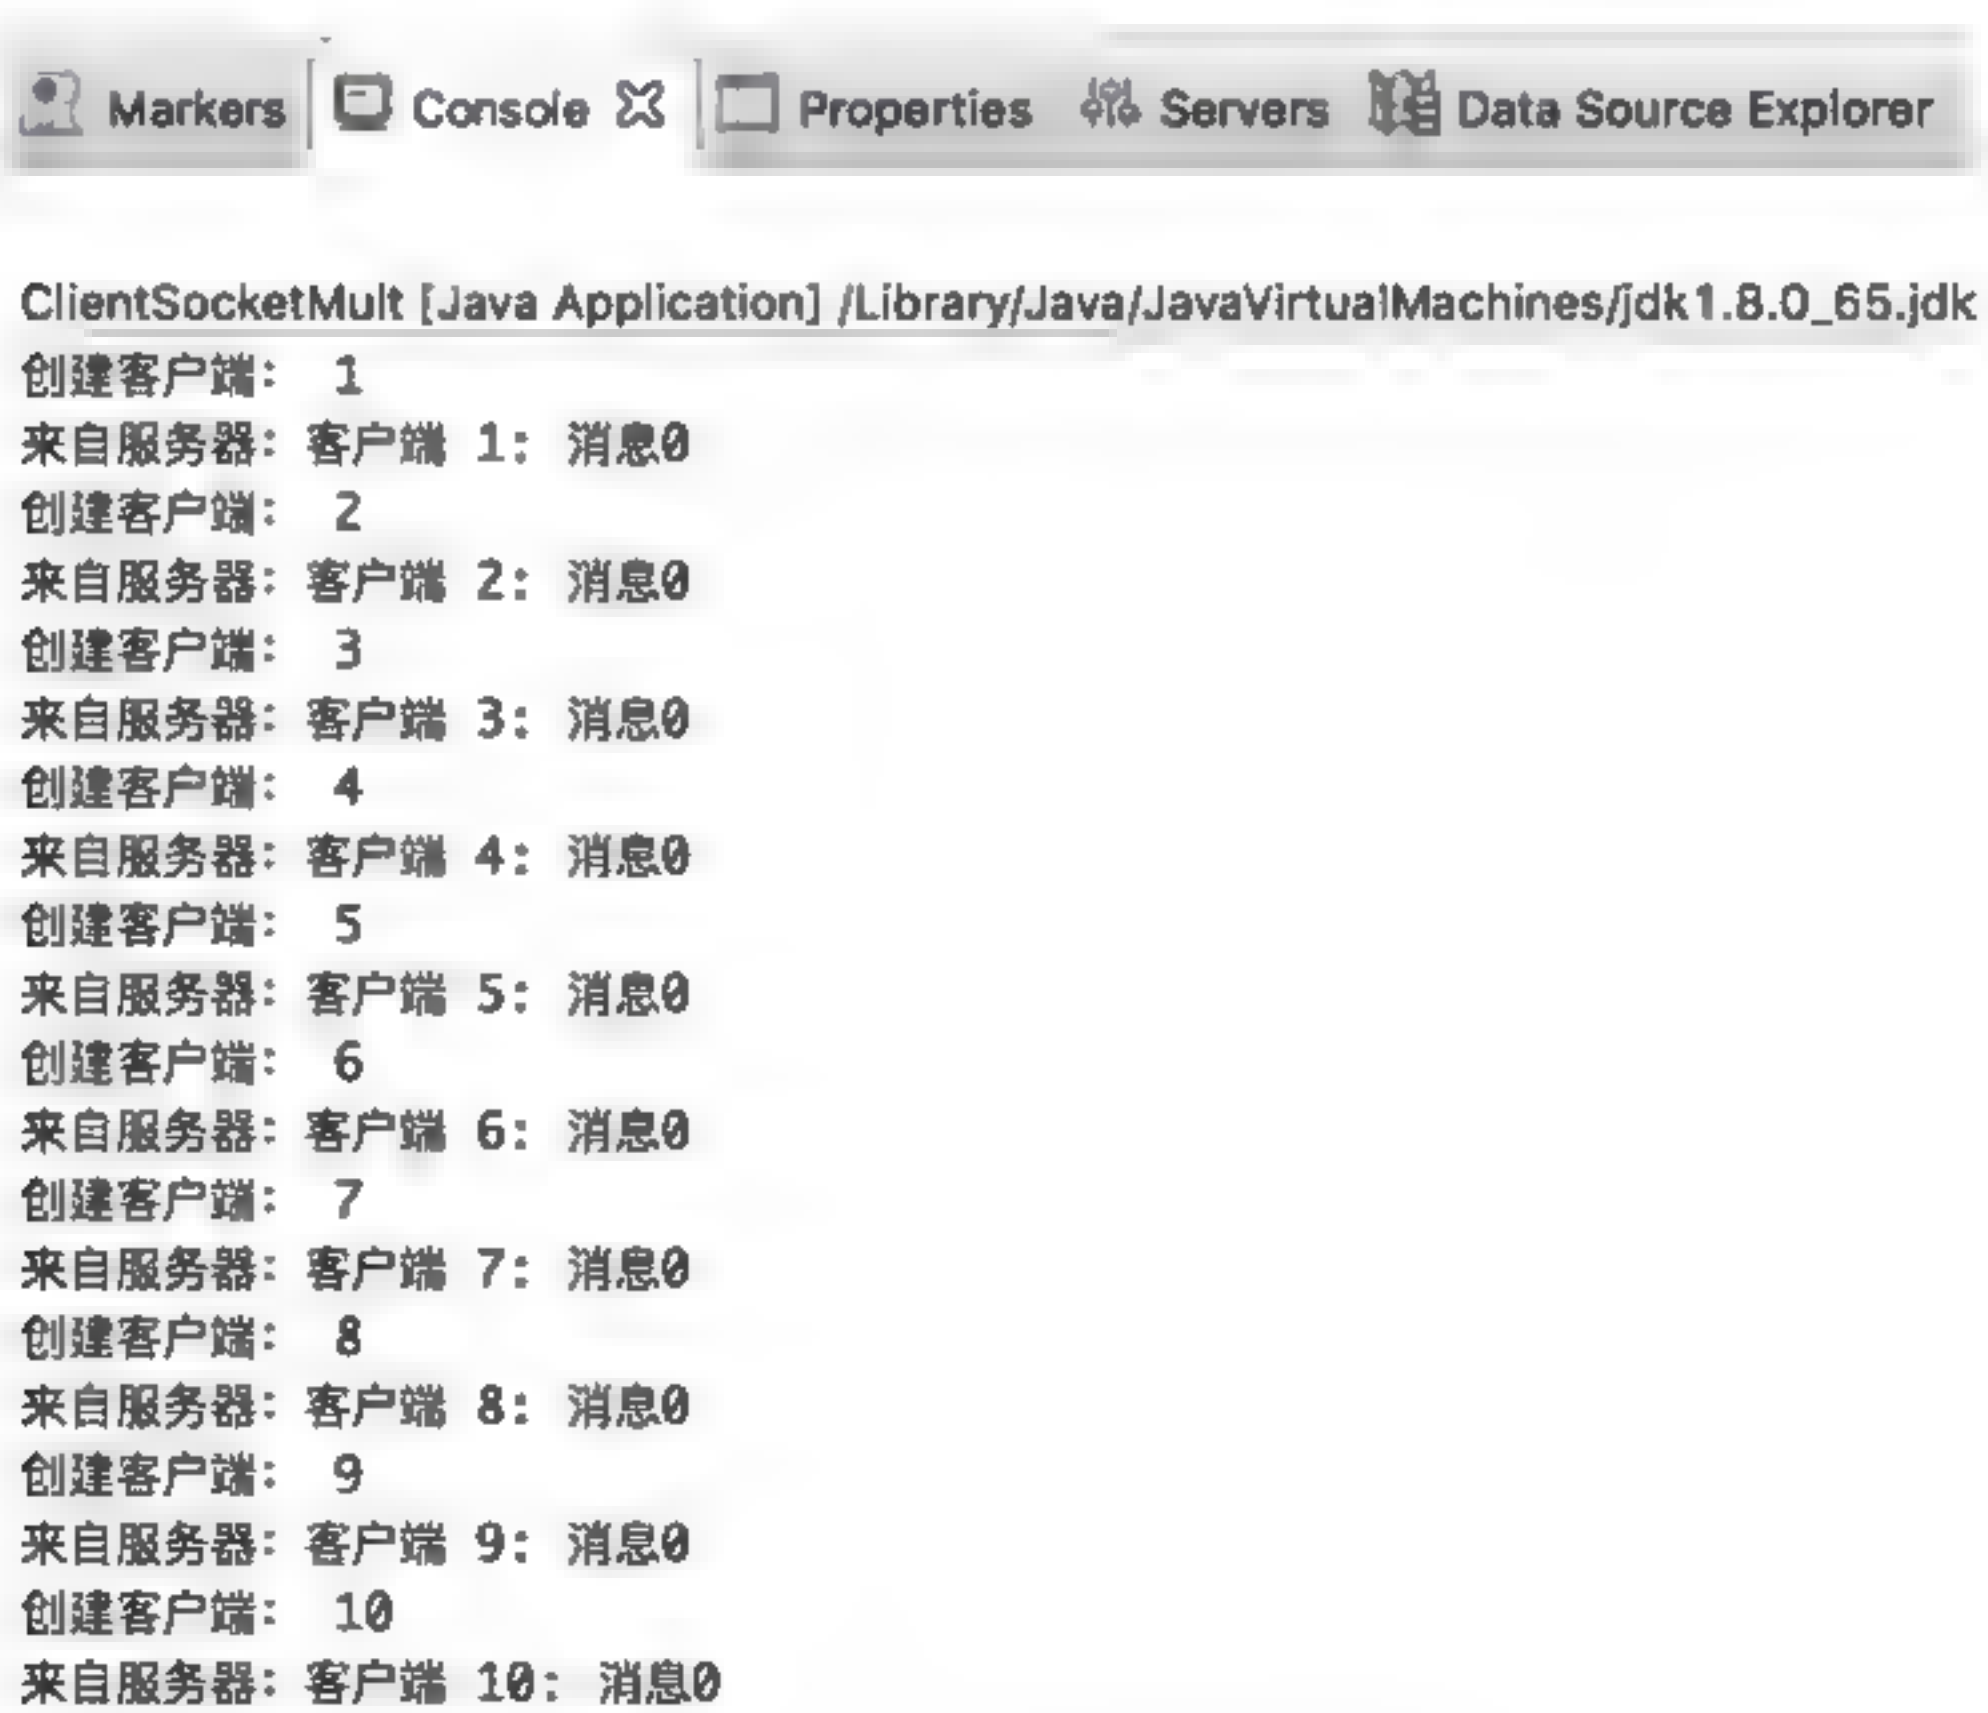 Markers Console Properties Servers Data Source Explorer
ClientSocketMult [Java Application] /Library/Java/JavaVirtualMachines/jdk1.8.0_65.jdk
创建客户端： 1
来自服务器：客户端 1: 消息0
创建客户端： 2
来自服务器：客户端 2: 消息0
创建客户端： 3
来自服务器：客户端 3: 消息0
创建客户端： 4
来自服务器：客户端 4: 消息0
创建客户端： 5
来自服务器：客户端 5: 消息0
创建客户端： 6
来自服务器：客户端 6: 消息0
创建客户端： 7
来自服务器：客户端 7: 消息0
创建客户端： 8
来自服务器：客户端 8: 消息0
创建客户端： 9
来自服务器：客户端 9: 消息0
创建客户端： 10
来自服务器：客户端 10: 消息0